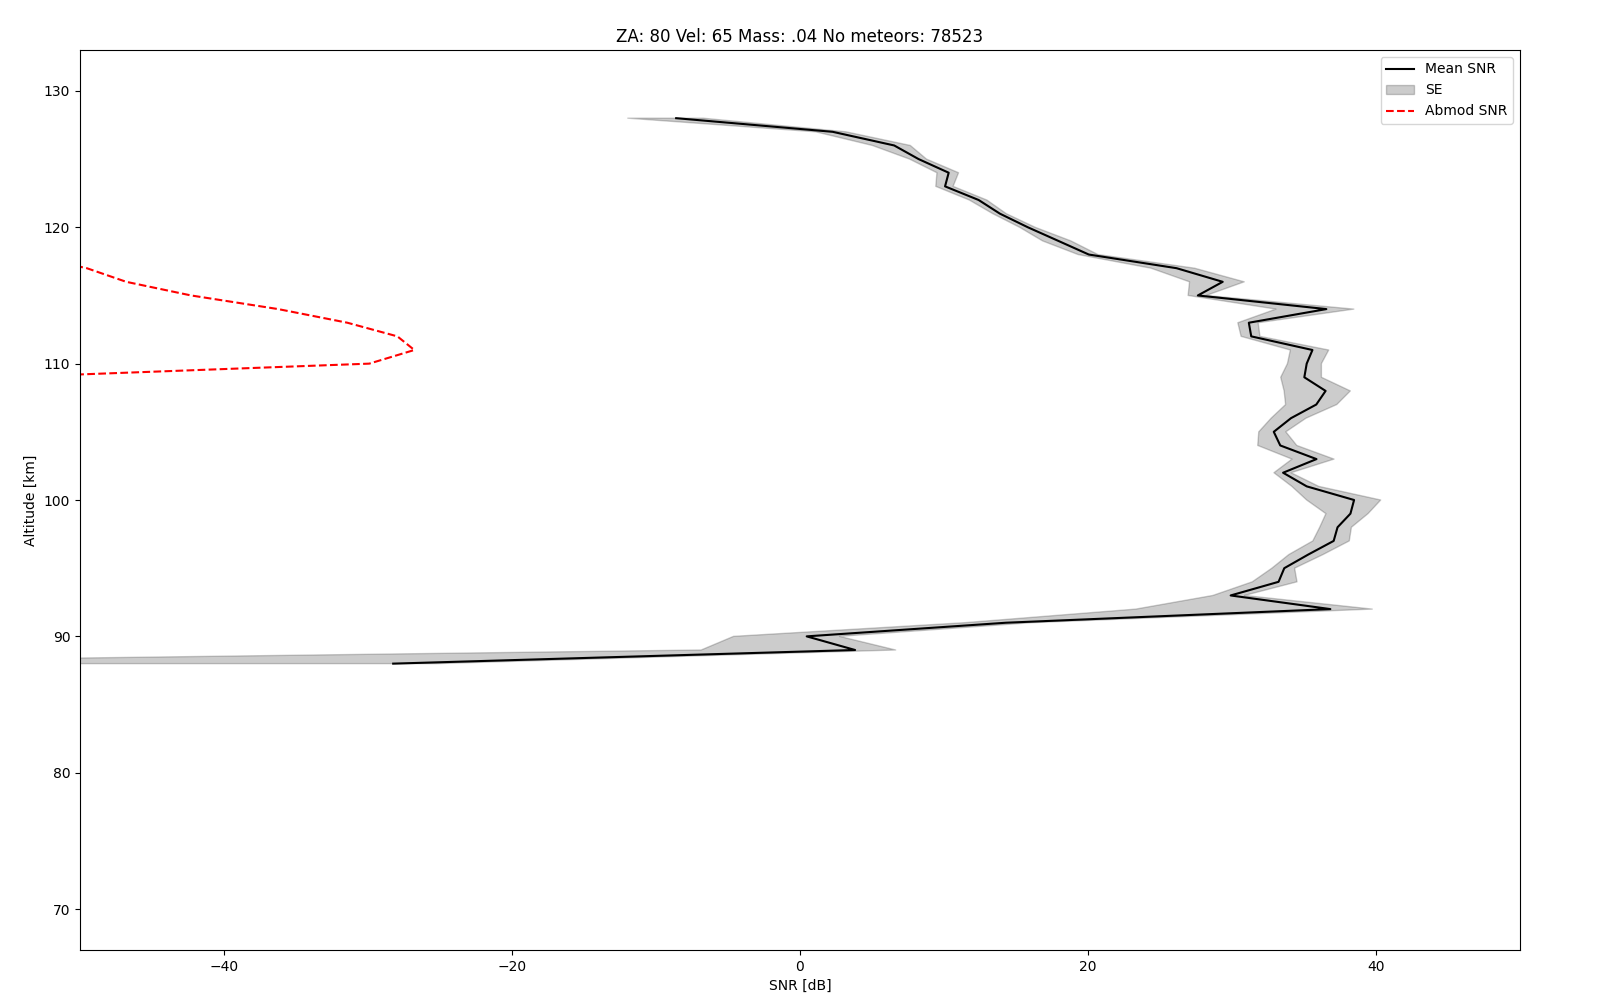 ZA: 80 Vel: 65 Mass: .04 No meteors: 78523
Mean SNR
SE
Abmod SNR
130
120
110
100
90
80
70
Altitude [km]
−40
−20
0
20
40
SNR [dB]